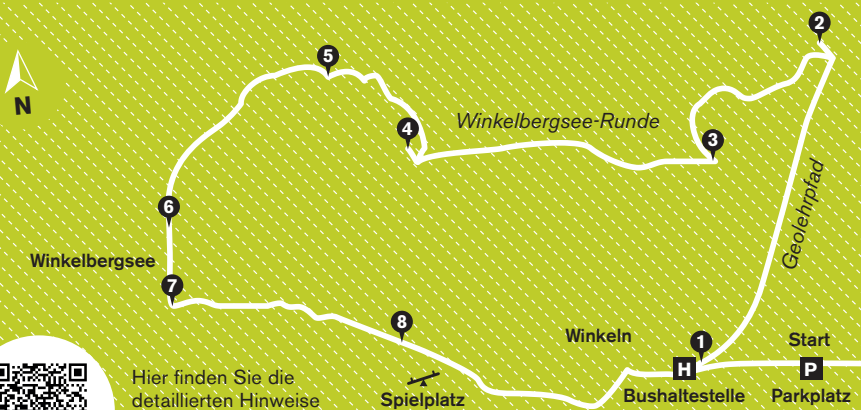 2
5
N
4
Winkelbergsee-Runde
3
Geolehrpfad
6
Winkelbergsee
7
8
Winkeln
1
Start
H
P
Bushaltestelle
Parkplatz
Spielplatz
Hier finden Sie die
detaillierten Hinweise